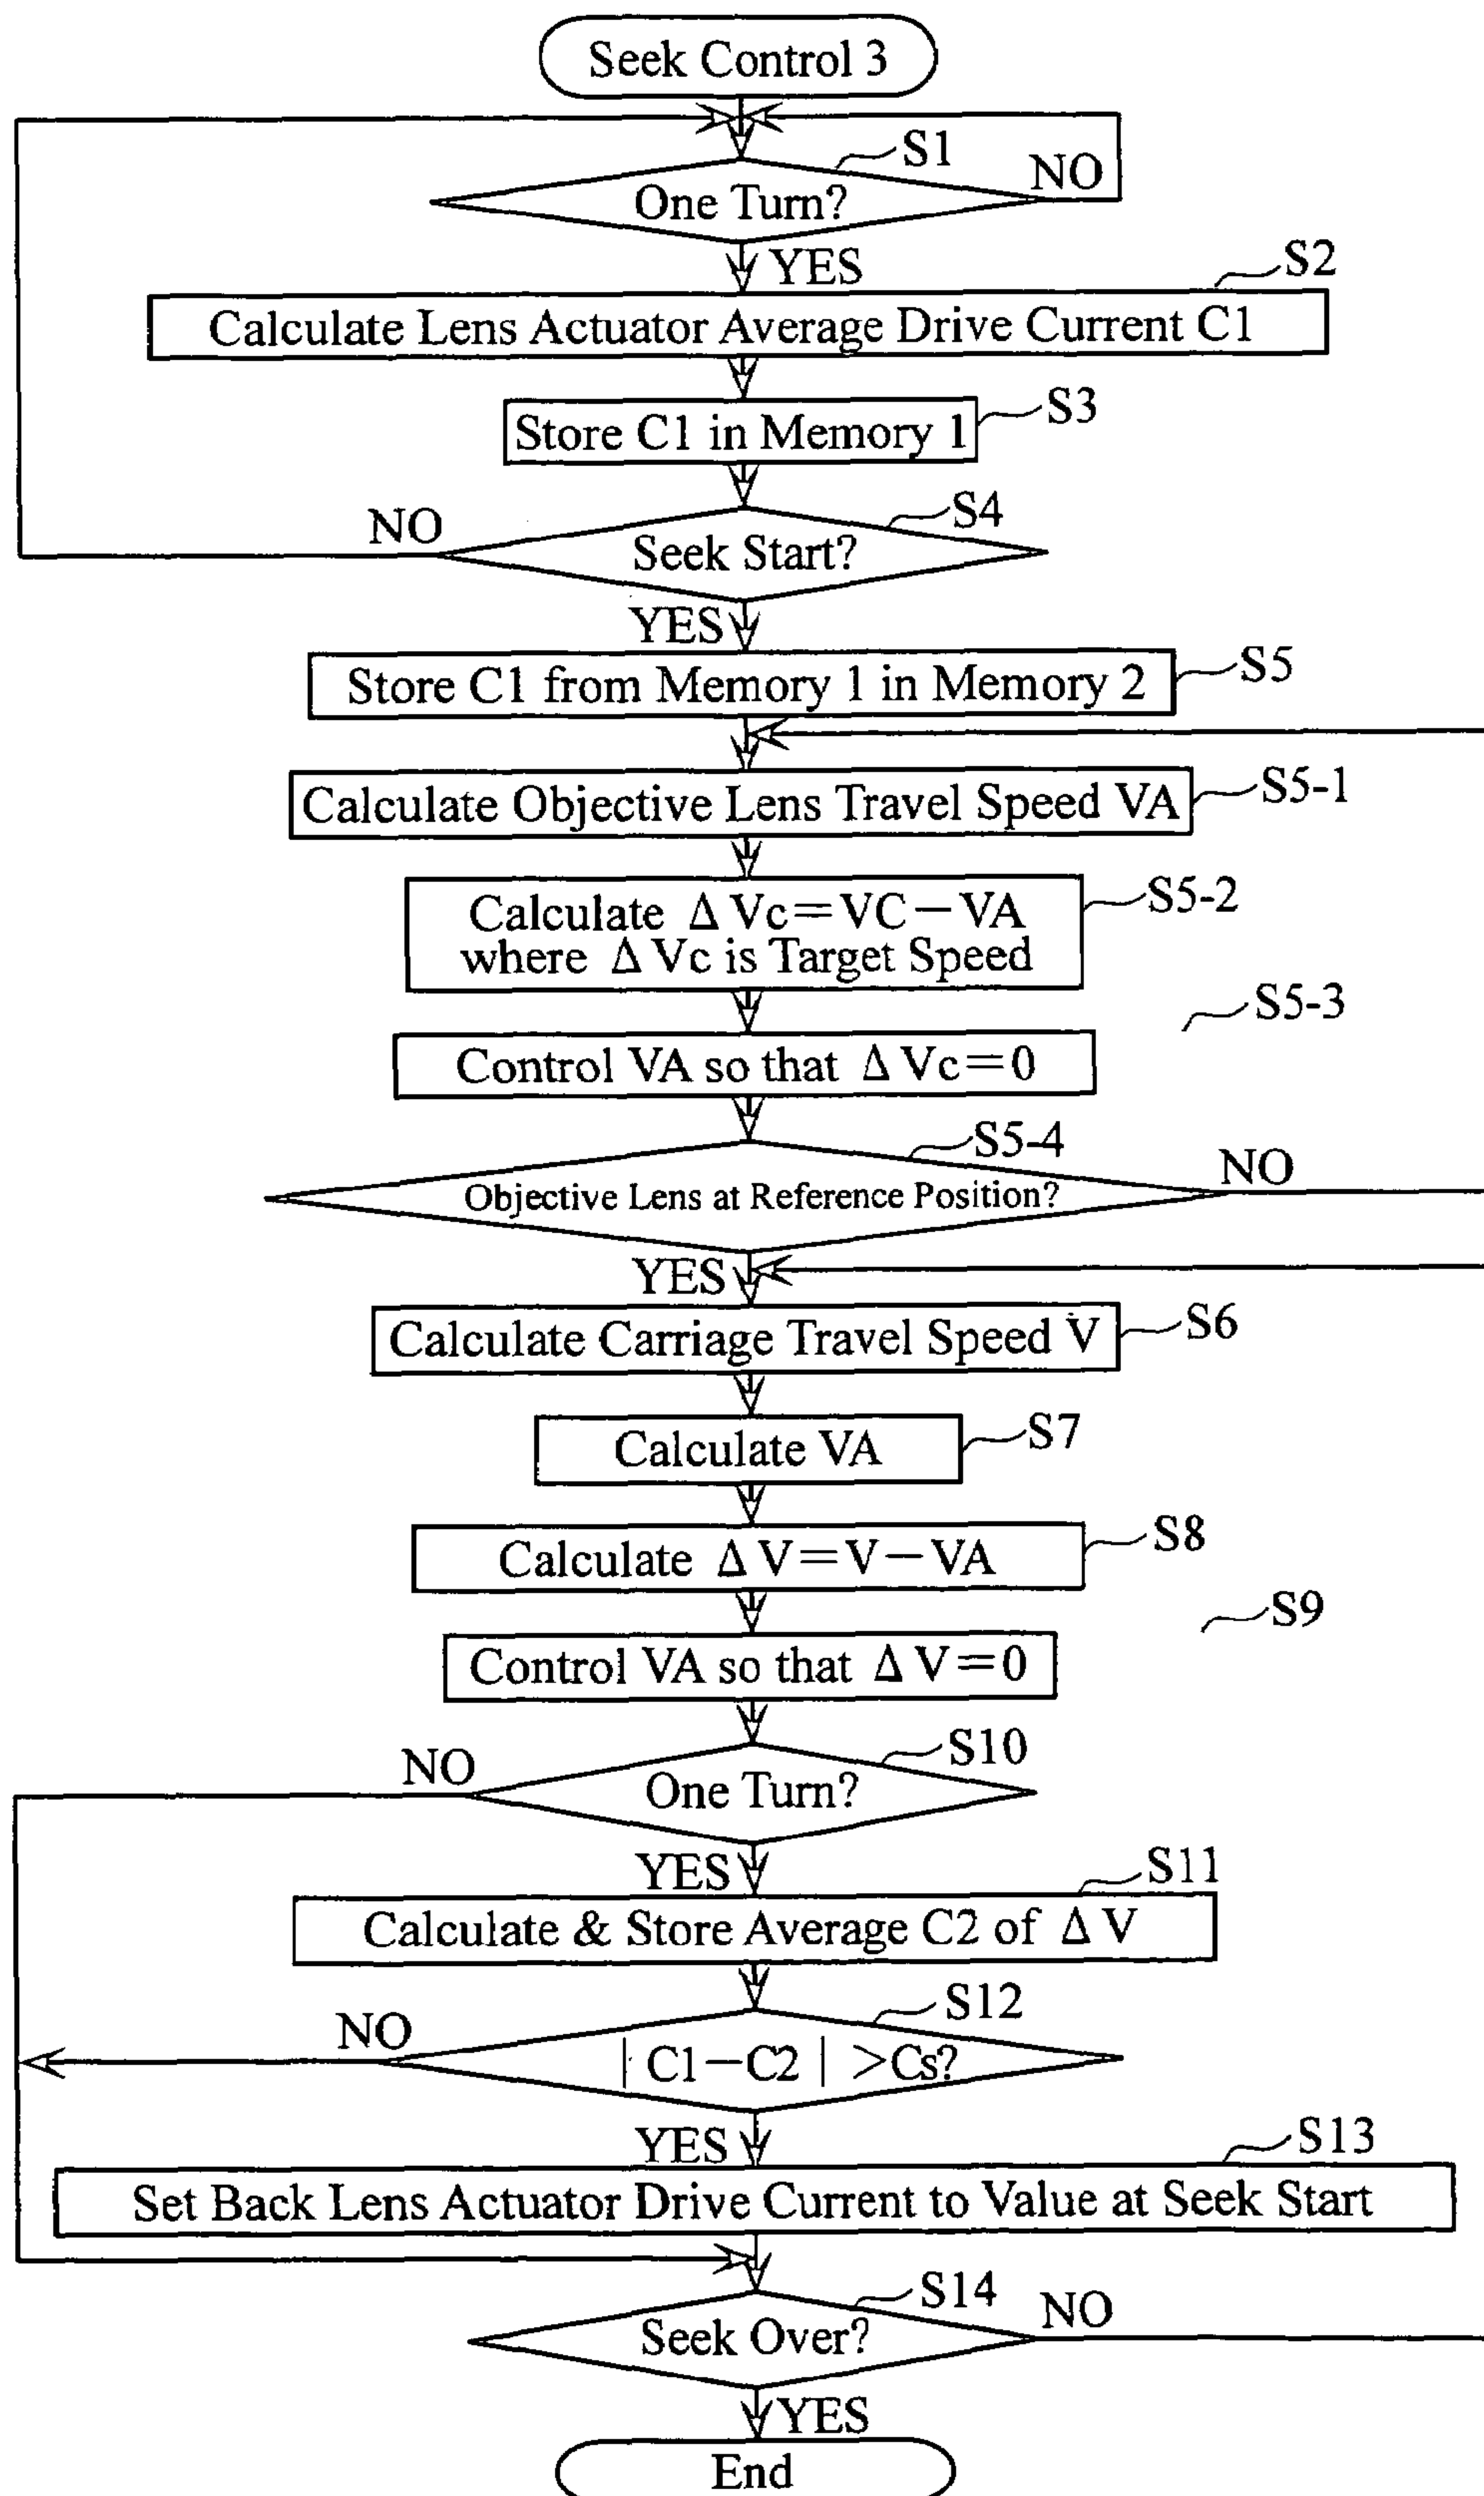 Seek Control 3
S1
One Turn?
NO
YES
S2
Calculate Lens Actuator Average Drive Current C1
S3
Store C1 in Memory 1
S4
NO
Seek Start?
YES
S5
Store C1 from Memory 1 in Memory 2
S5-1
Calculate Objective Lens Travel Speed VA
S5-2
Calculate Δ Vc=VC−VA
where Δ Vc is Target Speed
S5-3
Control VA so that Δ Vc=0
S5-4
NO
Objective Lens at Reference Position?
YES
S6
Calculate Carriage Travel Speed V
S7
Calculate VA
S8
Calculate Δ V=V−VA
S9
Control VA so that Δ V=0
S10
NO
One Turn?
YES
S11
Calculate & Store Average C2 of Δ V
S12
NO
| C1−C2 | >Cs?
YES
S13
Set Back Lens Actuator Drive Current to Value at Seek Start
S14
NO
Seek Over?
YES
End